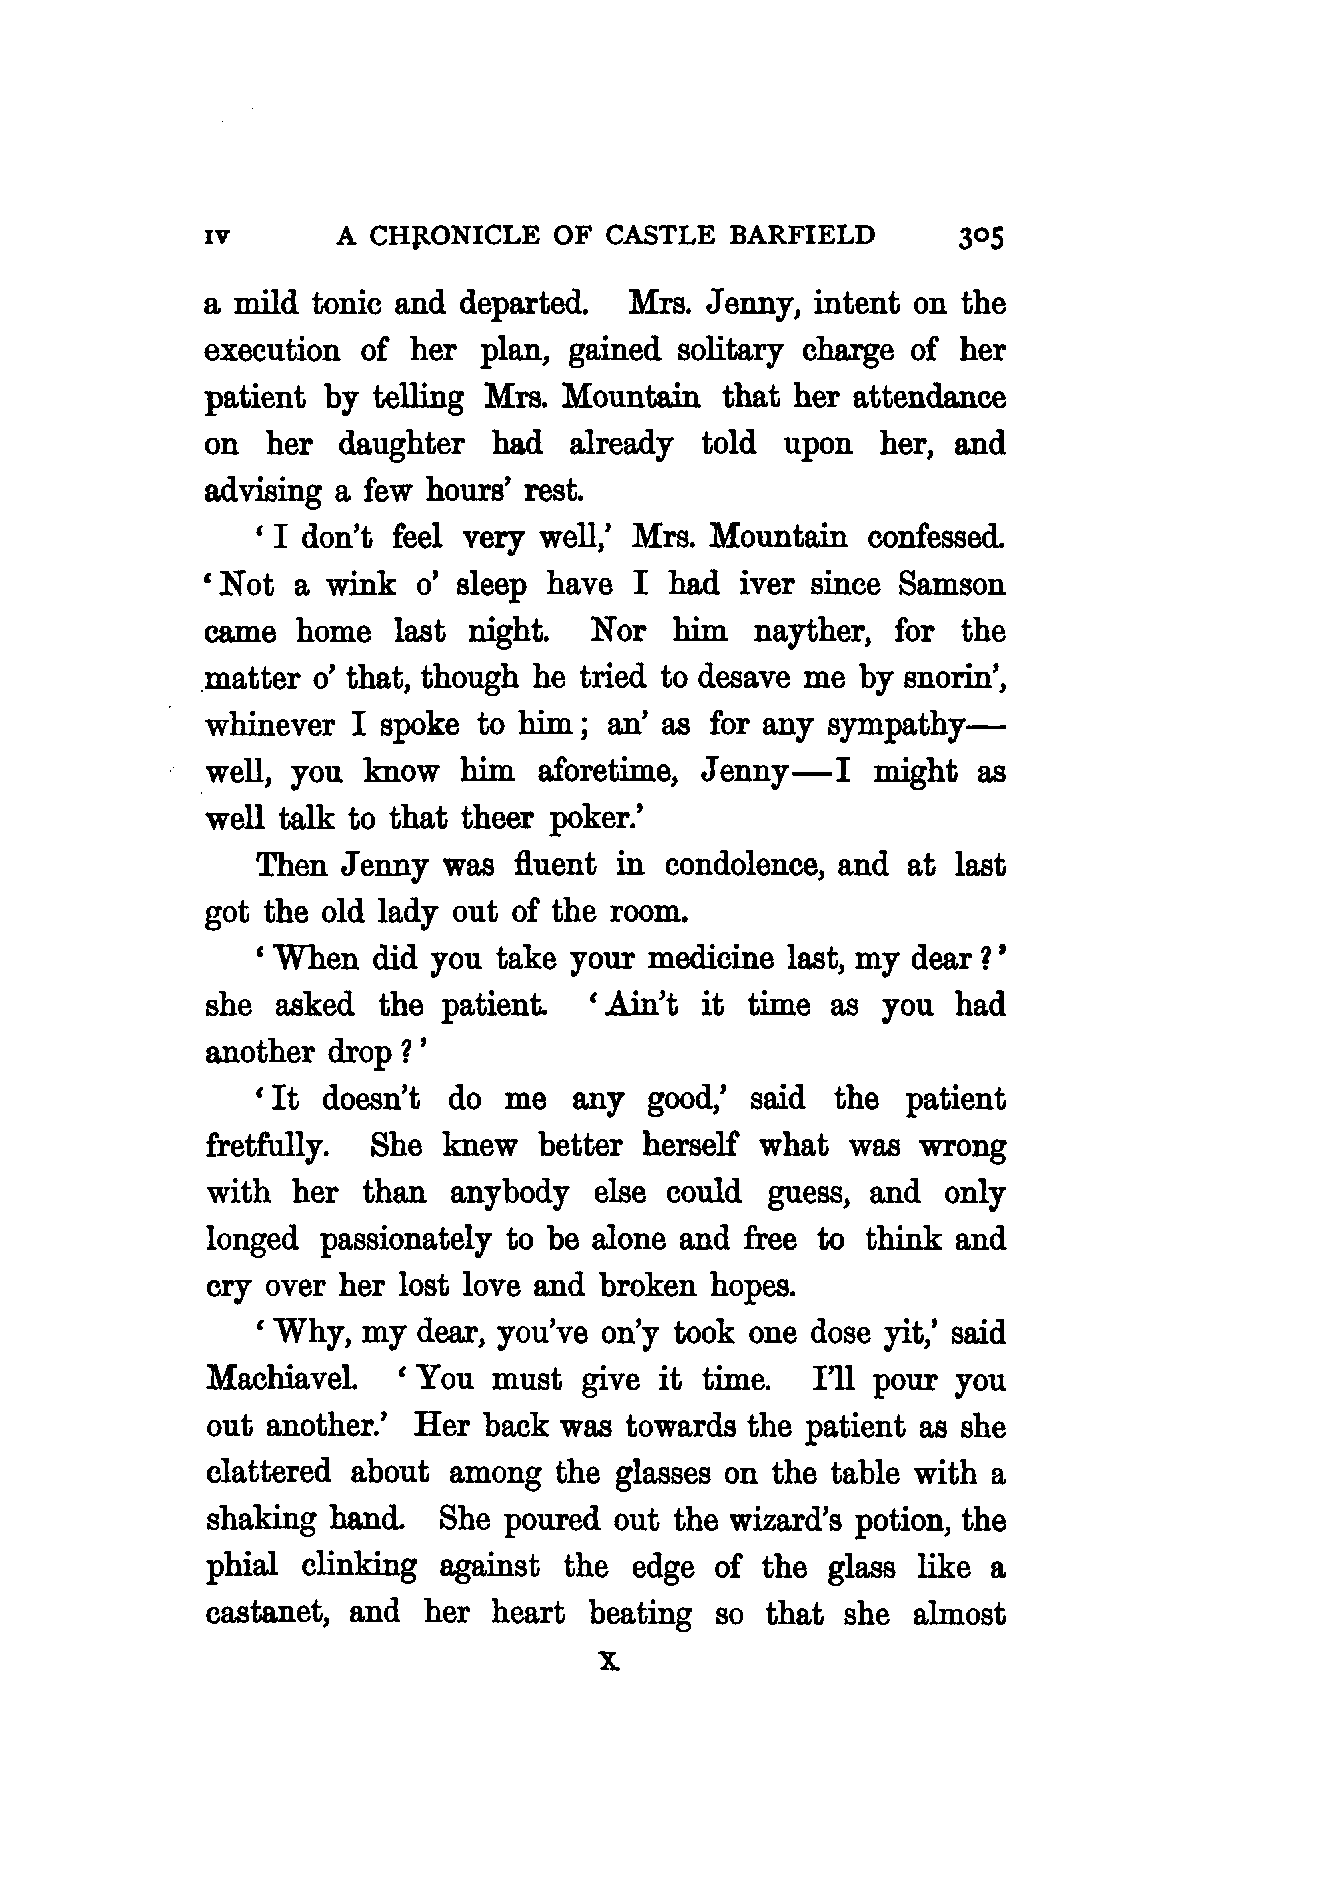 IV A CHRONICLE OF CASTLE BARFIELD 305
a mild tonic and departed. Mrs. Jenny, intent on the
execution of her plan, gained solitary charge of her
patient by telling Mrs. Mountain that her attendance
on her daughter had already told upon her, and
advising a few hours' rest.
‘I don't feel very well,’ Mrs. Mountain confessed.
‘Not a wink o' sleep have I had iver since Samson
came home last night. Nor him nayther, for the
matter o' that, though he tried to desave me by snorin',
whinever I spoke to him; an' as for any sympathy—
well, you know him aforetime, Jenny—I might as
well talk to that theer poker.’
Then Jenny was fluent in condolence, and at last
got the old lady out of the room.
‘When did you take your medicine last, my dear?’
she asked the patient. ‘Ain't it time as you had
another drop?’
‘It doesn't do me any good,’ said the patient
fretfully. She knew better herself what was wrong
with her than anybody else could guess, and only
longed passionately to be alone and free to think and
cry over her lost love and broken hopes.
‘Why, my dear, you've on'y took one dose yit,’ said
Machiavel. ‘You must give it time. I'll pour you
out another.’ Her back was towards the patient as she
clattered about among the glasses on the table with a
shaking hand. She poured out the wizard's potion, the
phial clinking against the edge of the glass like a
castanet, and her heart beating so that she almost
X